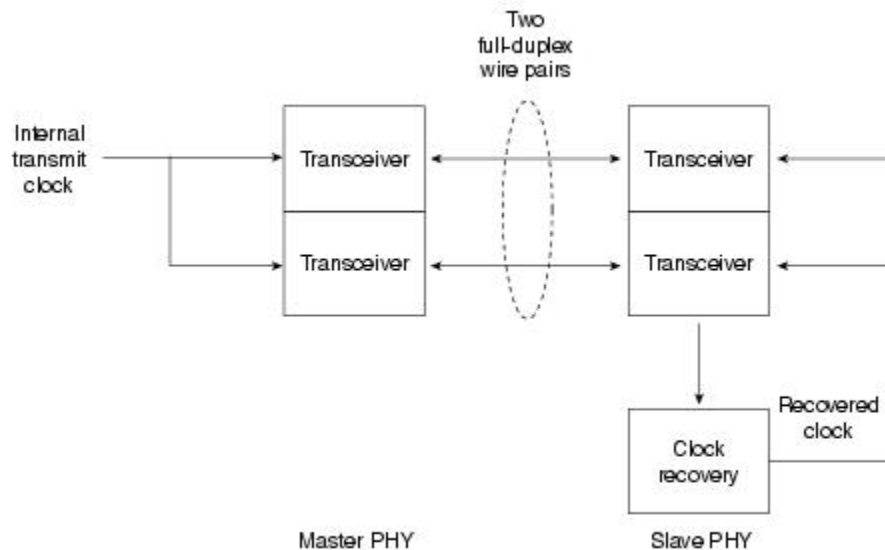 Two
full-duplex
wire pairs
Internal
transmit
clock
Transceiver
Transceiver
Transceiver
Transceiver
Recovered
clock
Clock
recovery
Master PHY
Slave PHY